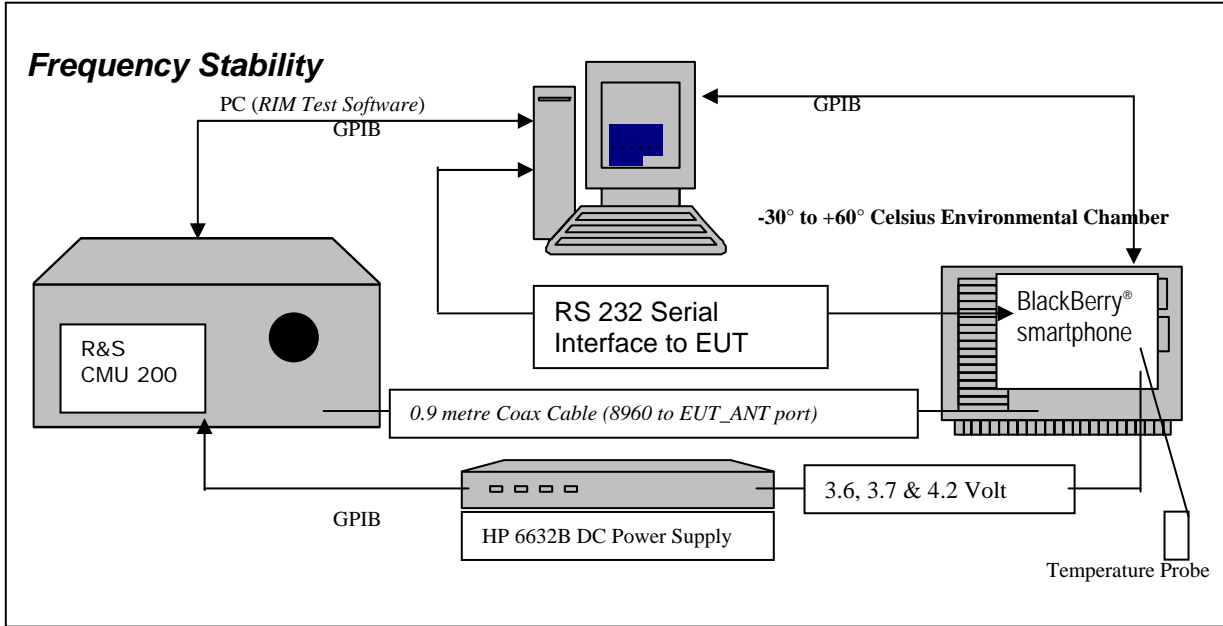 Frequency Stability
PC (RIM Test Software)
GPIB
GPIB
-30° to +60° Celsius Environmental Chamber
RS 232 Serial
Interface to EUT
BlackBerry®
smartphone
R&S
CMU 200
0.9 metre Coax Cable (8960 to EUT_ANT port)
3.6, 3.7 & 4.2 Volt
GPIB
HP 6632B DC Power Supply
Temperature Probe